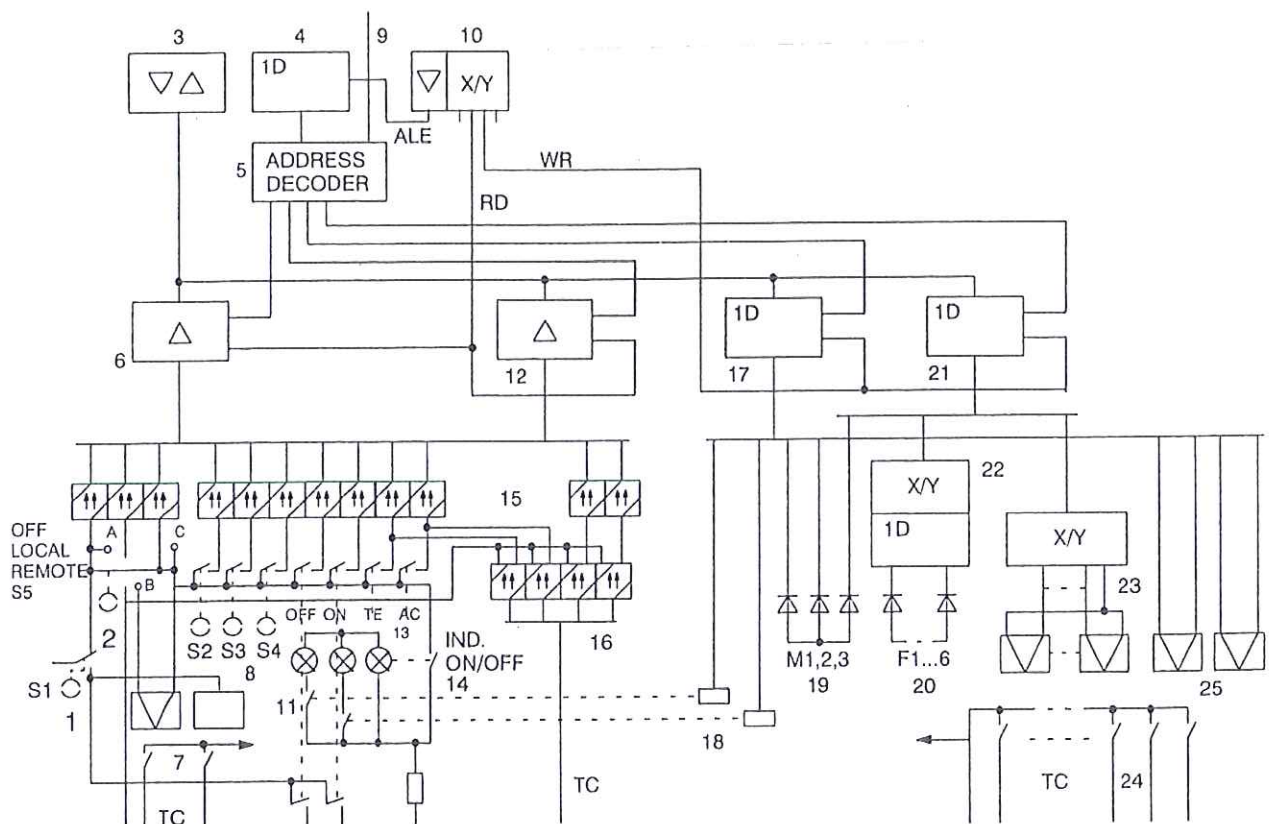 3 4 9 10
1D X/Y
ALE
5 ADDRESS
DECODER
WR
RD
1D 1D
6 12 17 21
22
X/Y
1D
15
OFF A C
LOCAL
REMOTE B
S5
X/Y
23
2 OFF ON TE AC
13
16
S2 S3 S4
IND.
ON/OFF
14
8
S1
1
11
M1,2,3
19
F1...6
20
25
18
7
TC TC TC 24